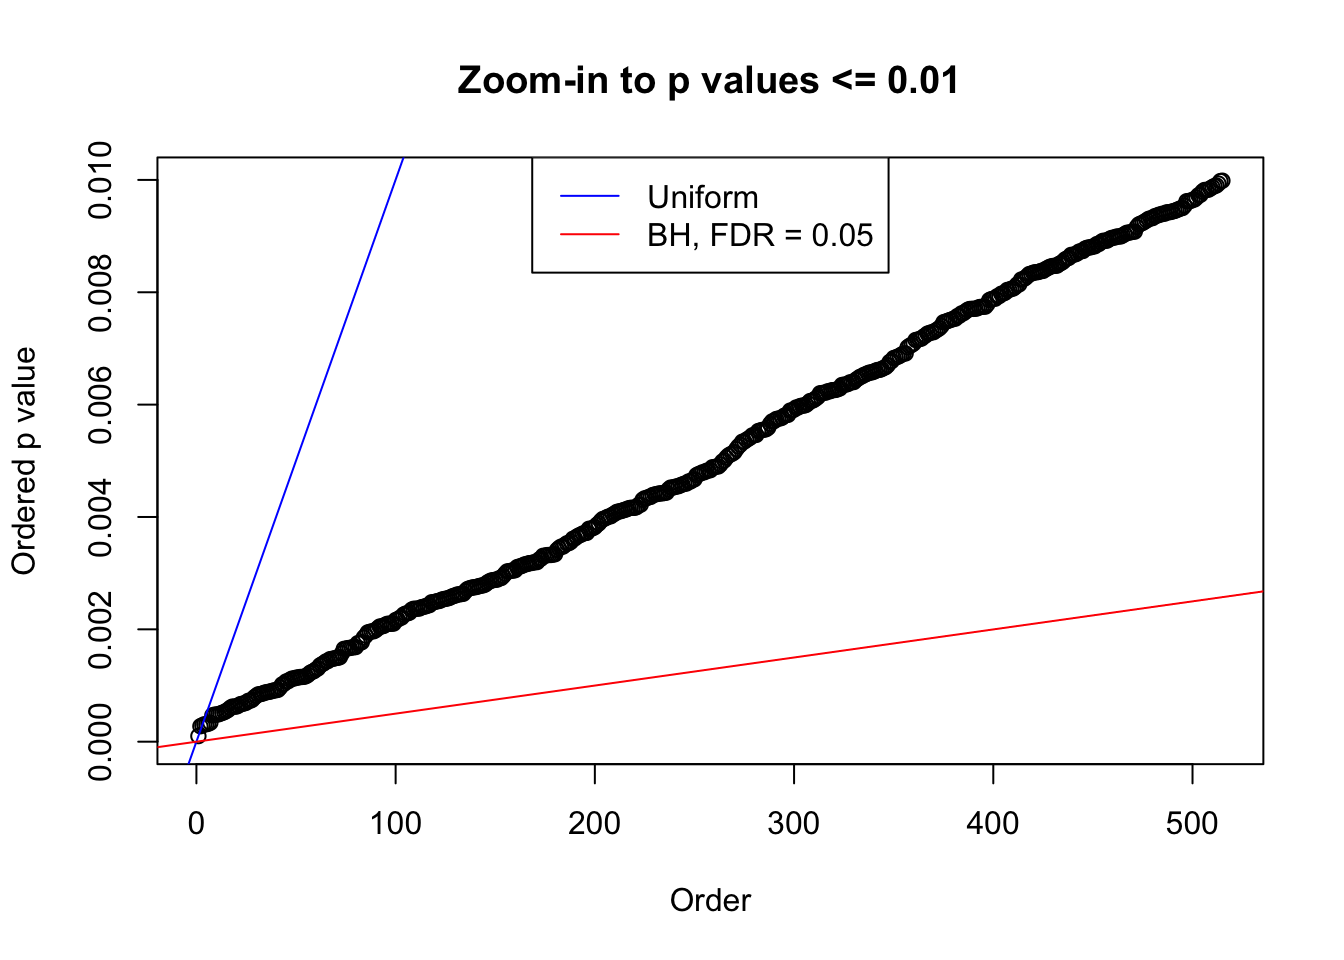 Zoom-in to p values <= 0.01
Uniform
BH, FDR = 0.05
Ordered p value
0.010
0.008
0.006
0.004
0.002
0.000
0 100 200 300 400 500
Order